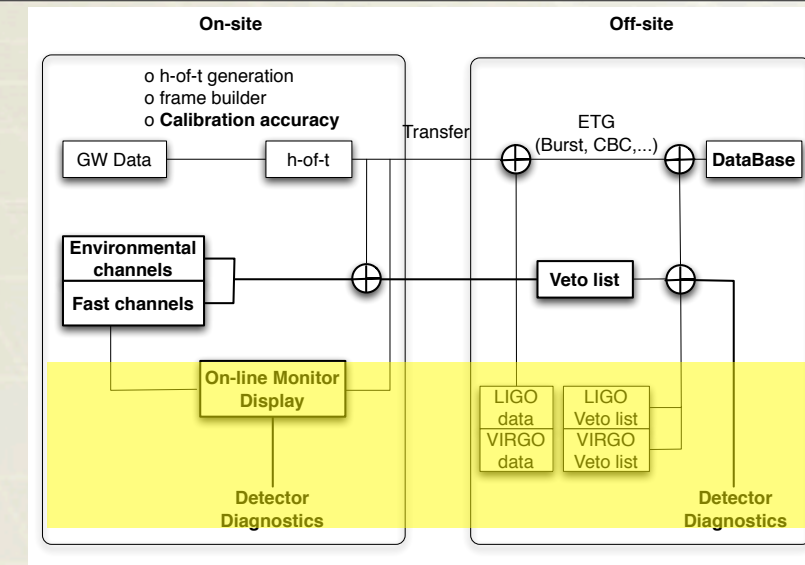 On-site
Off-site
o h-of-t generation
o frame builder
o Calibration accuracy
Transfer
ETG
(Burst, CBC,...)
GW Data
h-of-t
DataBase
Environmental
channels
Fast channels
Veto list
On-line Monitor
Display
LIGO
data
VIRGO
data
LIGO
Veto list
VIRGO
Veto list
Detector
Diagnostics
Detector
Diagnostics